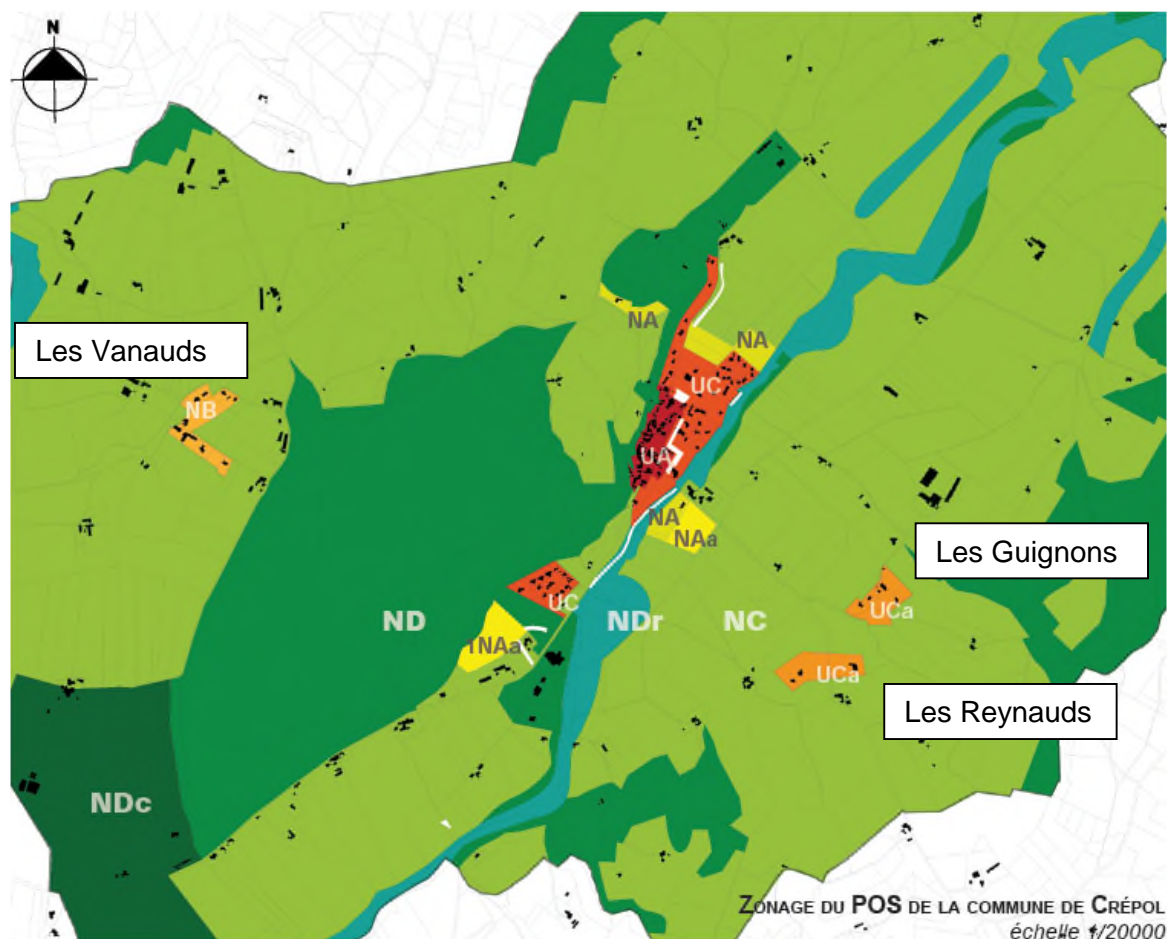 N
Les Vanauds
NA
NA
NB
UC
UA
NA
NAa
Les Guignons
UC
UCa
ND
NDr
NC
1NAa
UCa
Les Reynauds
NDc
ZONAGE DU POS DE LA COMMUNE DE CRÉPOL
échelle 1/20000